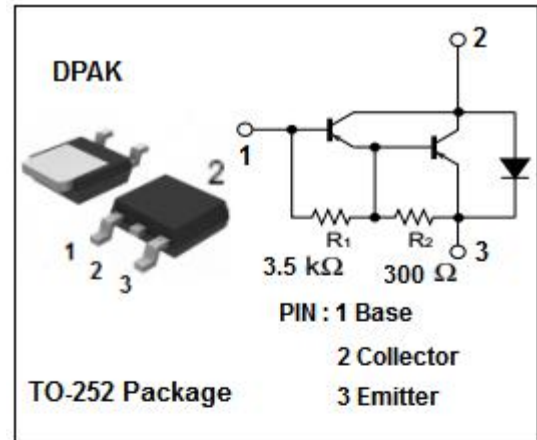 DPAK
2
1
2
1
2
3
R1
R2
3
3.5 kΩ
300 Ω
PIN : 1 Base
2 Collector
3 Emitter
TO-252 Package